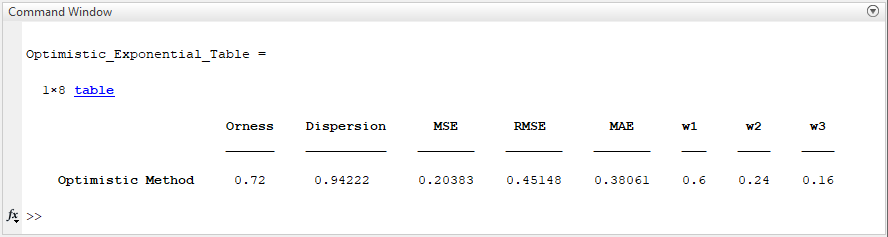 Command Window
Optimistic_Exponential_Table =
1×8 table
Orness Dispersion MSE RMSE MAE w1 w2 w3
Optimistic Method 0.72 0.94222 0.20383 0.45148 0.38061 0.6 0.24 0.16
fx >>